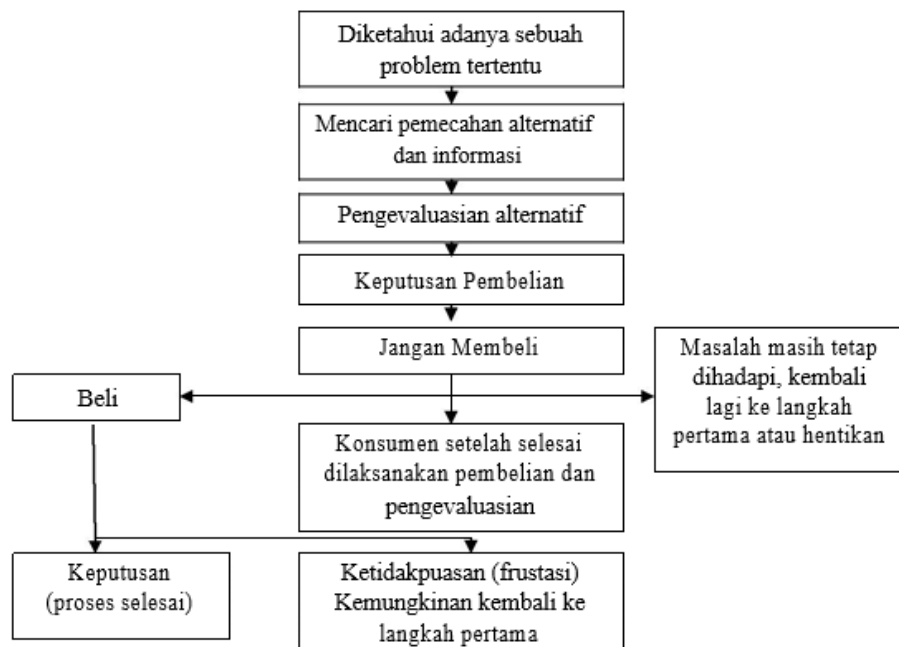 Diketahui adanya sebuah
problem tertentu
Mencari pemecahan alternatif
dan informasi
Pengevaluasian alternatif
Keputusan Pembelian
Jangan Membeli
Masalah masih tetap
dihadapi, kembali
lagi ke langkah
pertama atau hentikan
Beli
Konsumen setelah selesai
dilaksanakan pembelian dan
pengevaluasian
Keputusan
(proses selesai)
Ketidakpuasan (frustasi)
Kemungkinan kembali ke
langkah pertama